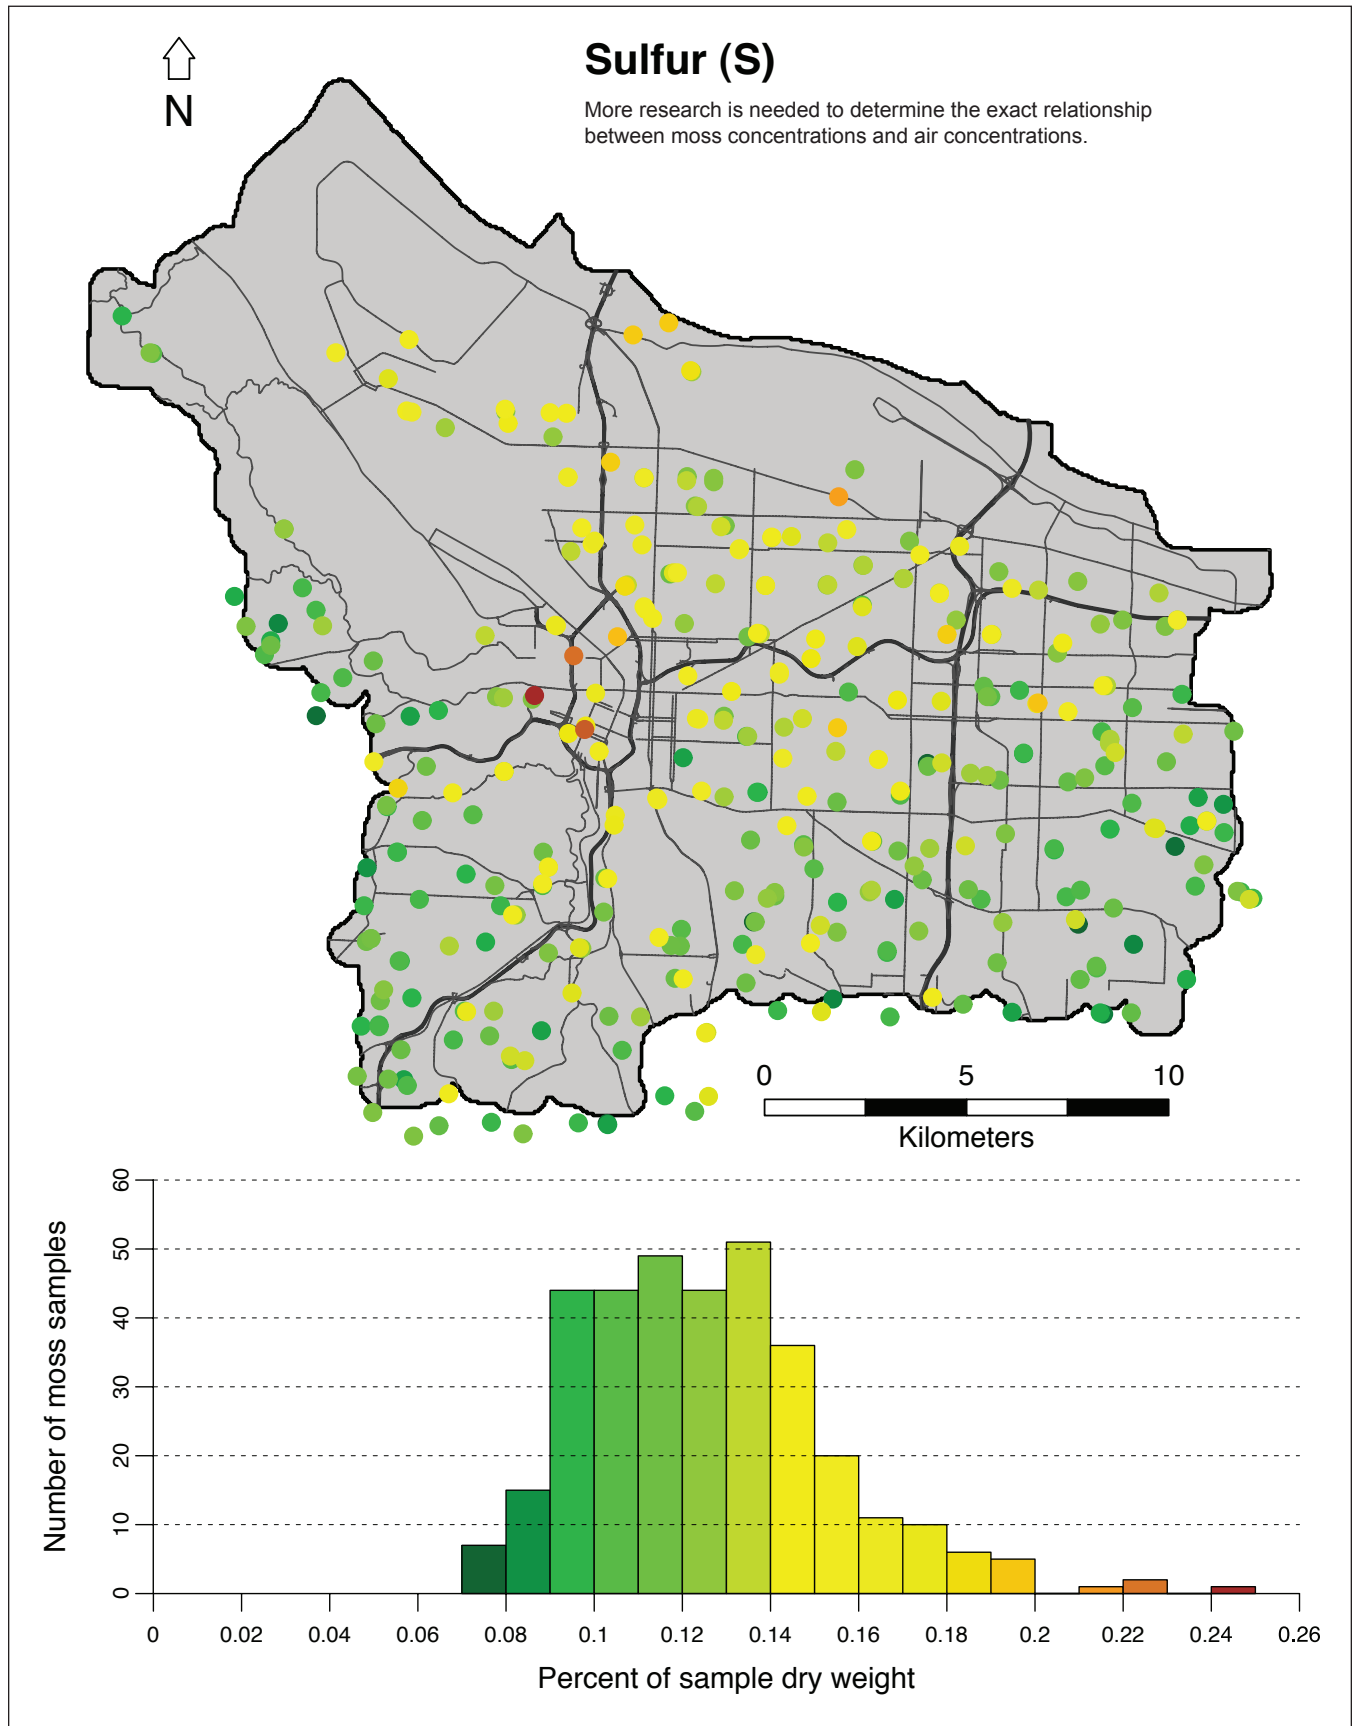 Sulfur (S)
More research is needed to determine the exact relationship
between moss concentrations and air concentrations.
N
0 5 10
Kilometers
Number of moss samples
60
50
40
30
20
10
0
0 0.02 0.04 0.06 0.08 0.1 0.12 0.14 0.16 0.18 0.2 0.22 0.24 0.26
Percent of sample dry weight